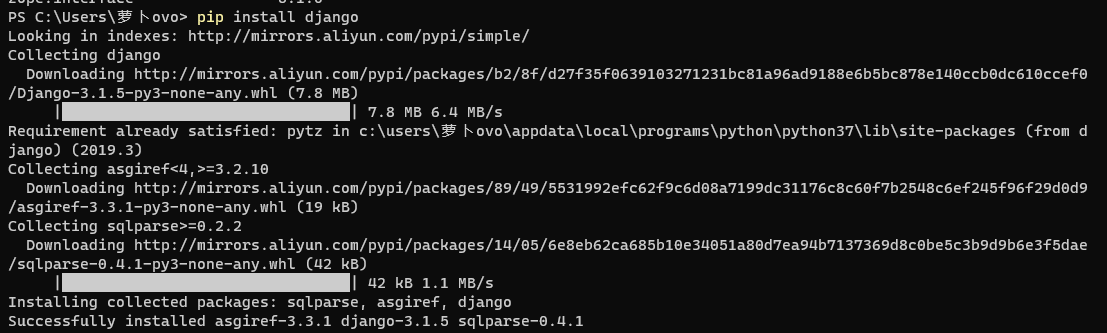 PS C:\Users\萝卜ovo> pip install django
Looking in indexes: http://mirrors.aliyun.com/pypi/simple/
Collecting django
  Downloading http://mirrors.aliyun.com/pypi/packages/b2/8f/d27f35f0639103271231bc81a96ad9188e6b5bc878e140ccb0dc610ccef0
/Django-3.1.5-py3-none-any.whl (7.8 MB)
     || 7.8 MB 6.4 MB/s
Requirement already satisfied: pytz in c:\users\萝卜ovo\appdata\local\programs\python\python37\lib\site-packages (from d
jango) (2019.3)
Collecting asgiref<4,>=3.2.10
  Downloading http://mirrors.aliyun.com/pypi/packages/89/49/5531992efc62f9c6d08a7199dc31176c8c60f7b2548c6ef245f96f29d0d9
/asgiref-3.3.1-py3-none-any.whl (19 kB)
Collecting sqlparse>=0.2.2
  Downloading http://mirrors.aliyun.com/pypi/packages/14/05/6e8eb62ca685b10e34051a80d7ea94b7137369d8c0be5c3b9d9b6e3f5dae
/sqlparse-0.4.1-py3-none-any.whl (42 kB)
     || 42 kB 1.1 MB/s
Installing collected packages: sqlparse, asgiref, django
Successfully installed asgiref-3.3.1 django-3.1.5 sqlparse-0.4.1